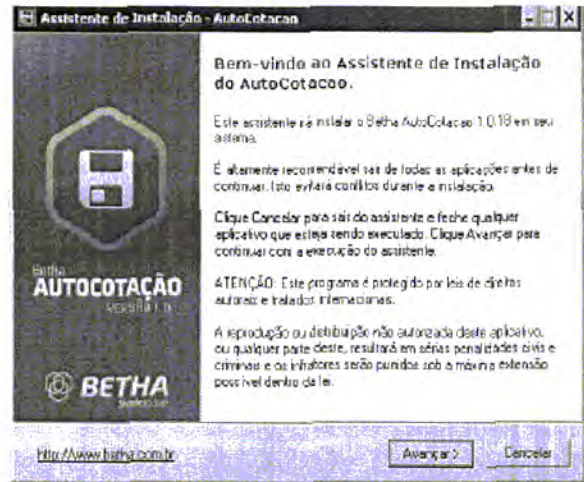 Assistente de Instalação - AutoCotacao
Bem-vindo ao Assistente de Instalação
do AutoCotacao.
Este assistente irá instalar o Betha AutoCotacao 1.0.18 em seu
sistema.
É altamente recomendável sair de todas as aplicações antes de
continuar. Isto evitará conflitos durante a instalação.
Clique Cancelar para sair do assistente e feche qualquer
aplicativo que esteja sendo executado. Clique Avançar para
continuar com a execução do assistente.
ATENÇÃO: Este programa é protegido por leis de direitos
autorais e tratados internacionais.
A reprodução ou distribuição não autorizada deste aplicativo,
ou qualquer parte deste, resultará em sérias penalidades civis e
criminais e os infratores serão punidos sob a máxima extensão
possível dentro da lei.
Betha
AUTOCOTAÇÃO
VERSÃO 1.0
BETHA
http://www.betha.com.br
Avançar >
Cancelar